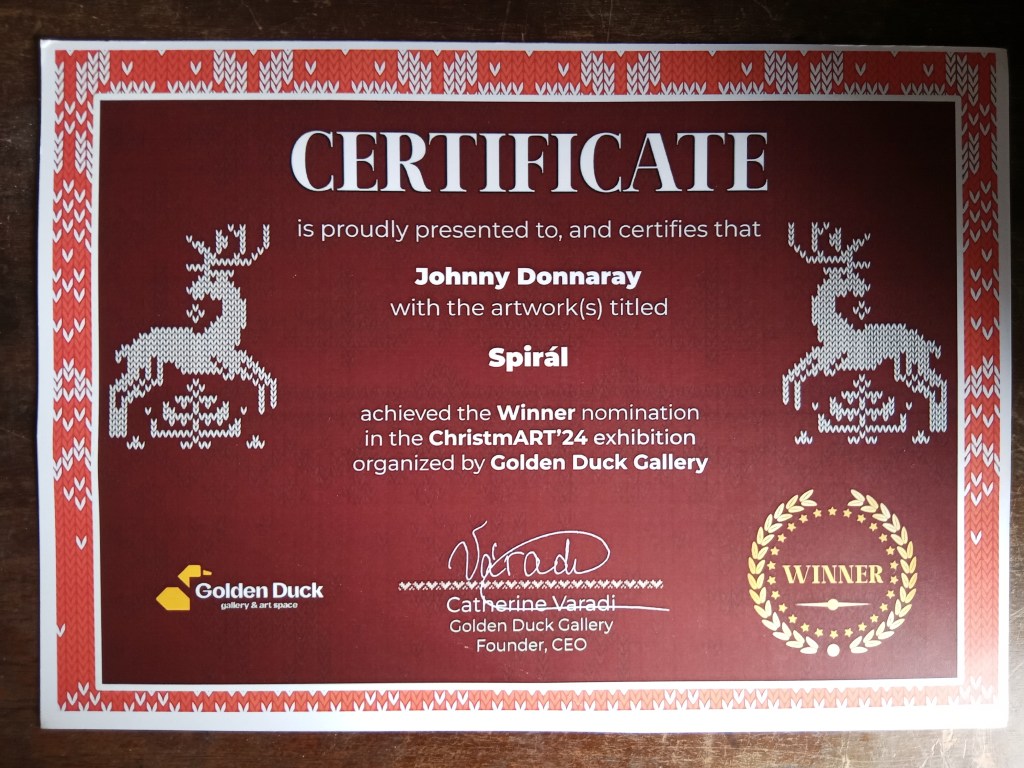 CERTIFICATE
is proudly presented to, and certifies that
Johnny Donnaray
with the artwork(s) titled
Spirál
achieved the Winner nomination
in the ChristmART'24 exhibition
organized by Golden Duck Gallery
Golden Duck
gallery & art space
Váradi
Catherine Varadi
Golden Duck Gallery
Founder, CEO
WINNER